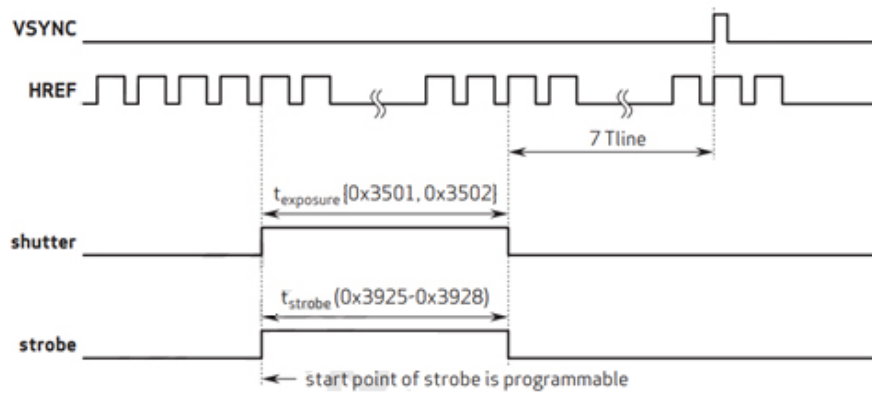 VSYNC
HREF
7 Tline
texposure {0x3501, 0x3502}
shutter
tstrobe (0x3925-0x3928)
strobe
start point of strobe is programmable